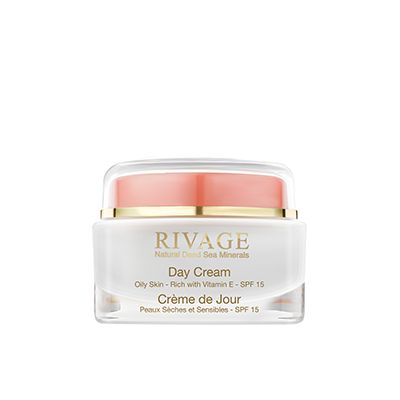 RIVAGE
Natural Dead Sea Minerals
Day Cream
Oily Skin - Rich with Vitamin E - SPF 15
Crème de Jour
Peaux Sèches et Sensibles - SPF 15